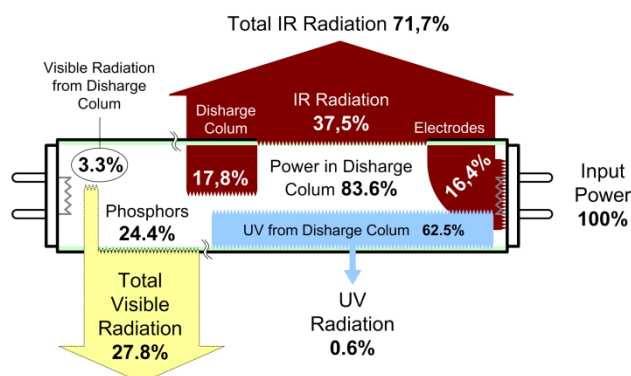 Total IR Radiation 71,7%
Visible Radiation
from Disharge
Colum
Disharge
Colum
IR Radiation
37,5%
Electrodes
3.3%
17,8%
Power in Disharge
Colum 83.6%
16,4%
Input
Power
100%
Phosphors
24.4%
UV from Disharge Colum 62.5%
Total
Visible
Radiation
27.8%
UV
Radiation
0.6%